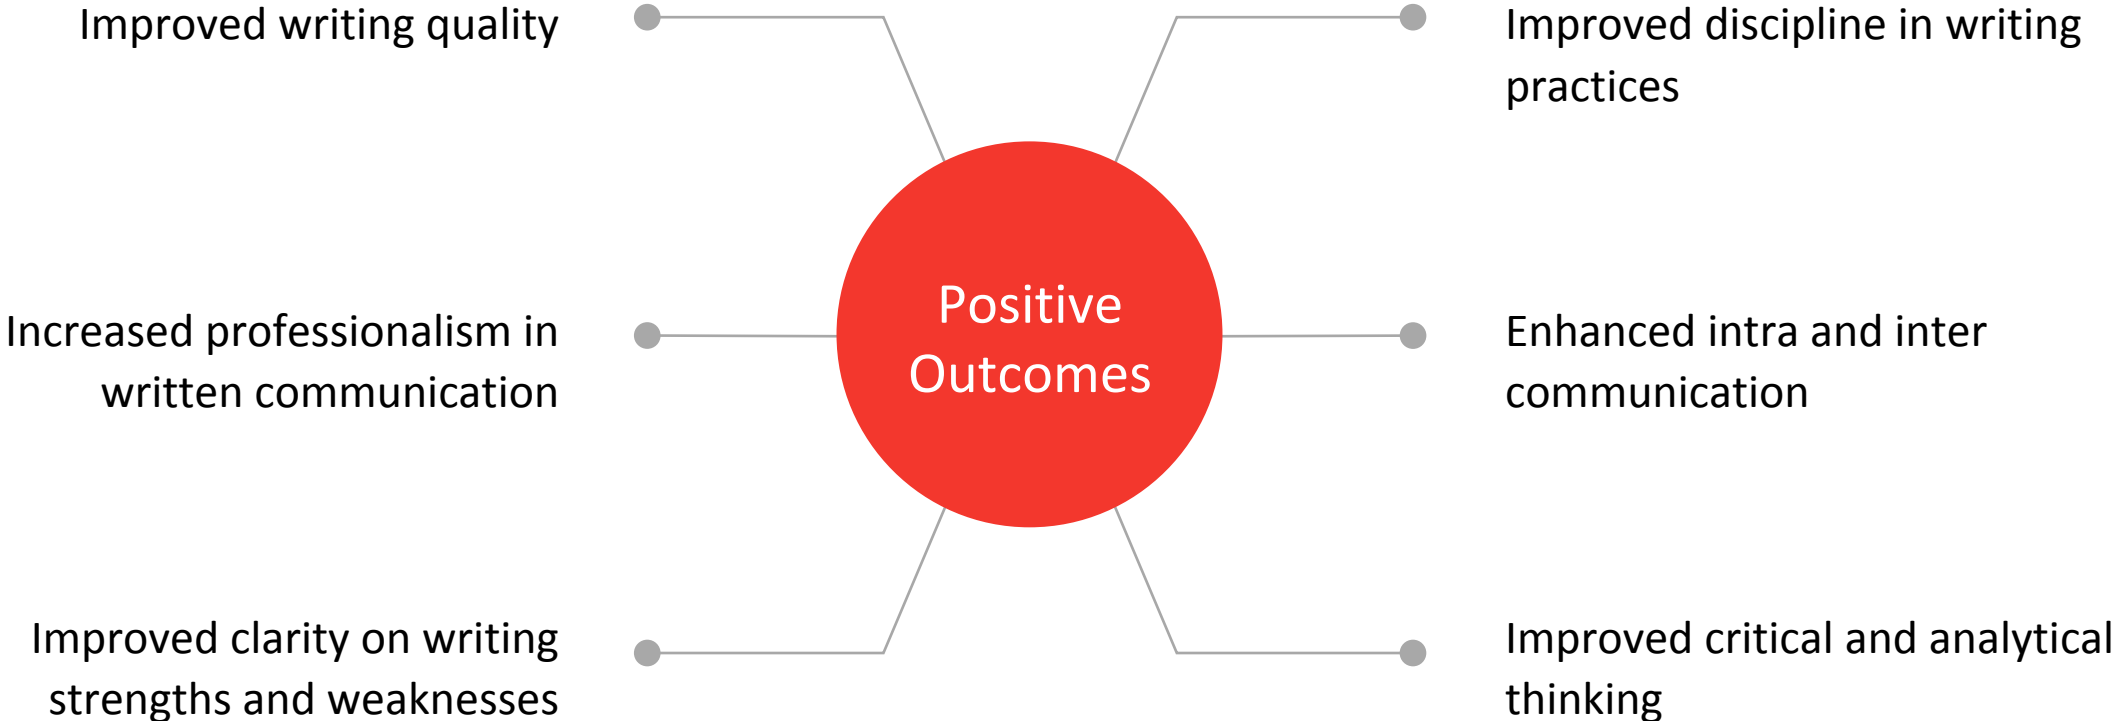 Improved writing quality
Increased professionalism in
written communication
Improved clarity on writing
strengths and weaknesses
Positive
Outcomes
Improved discipline in writing
practices
Enhanced intra and inter
communication
Improved critical and analytical
thinking